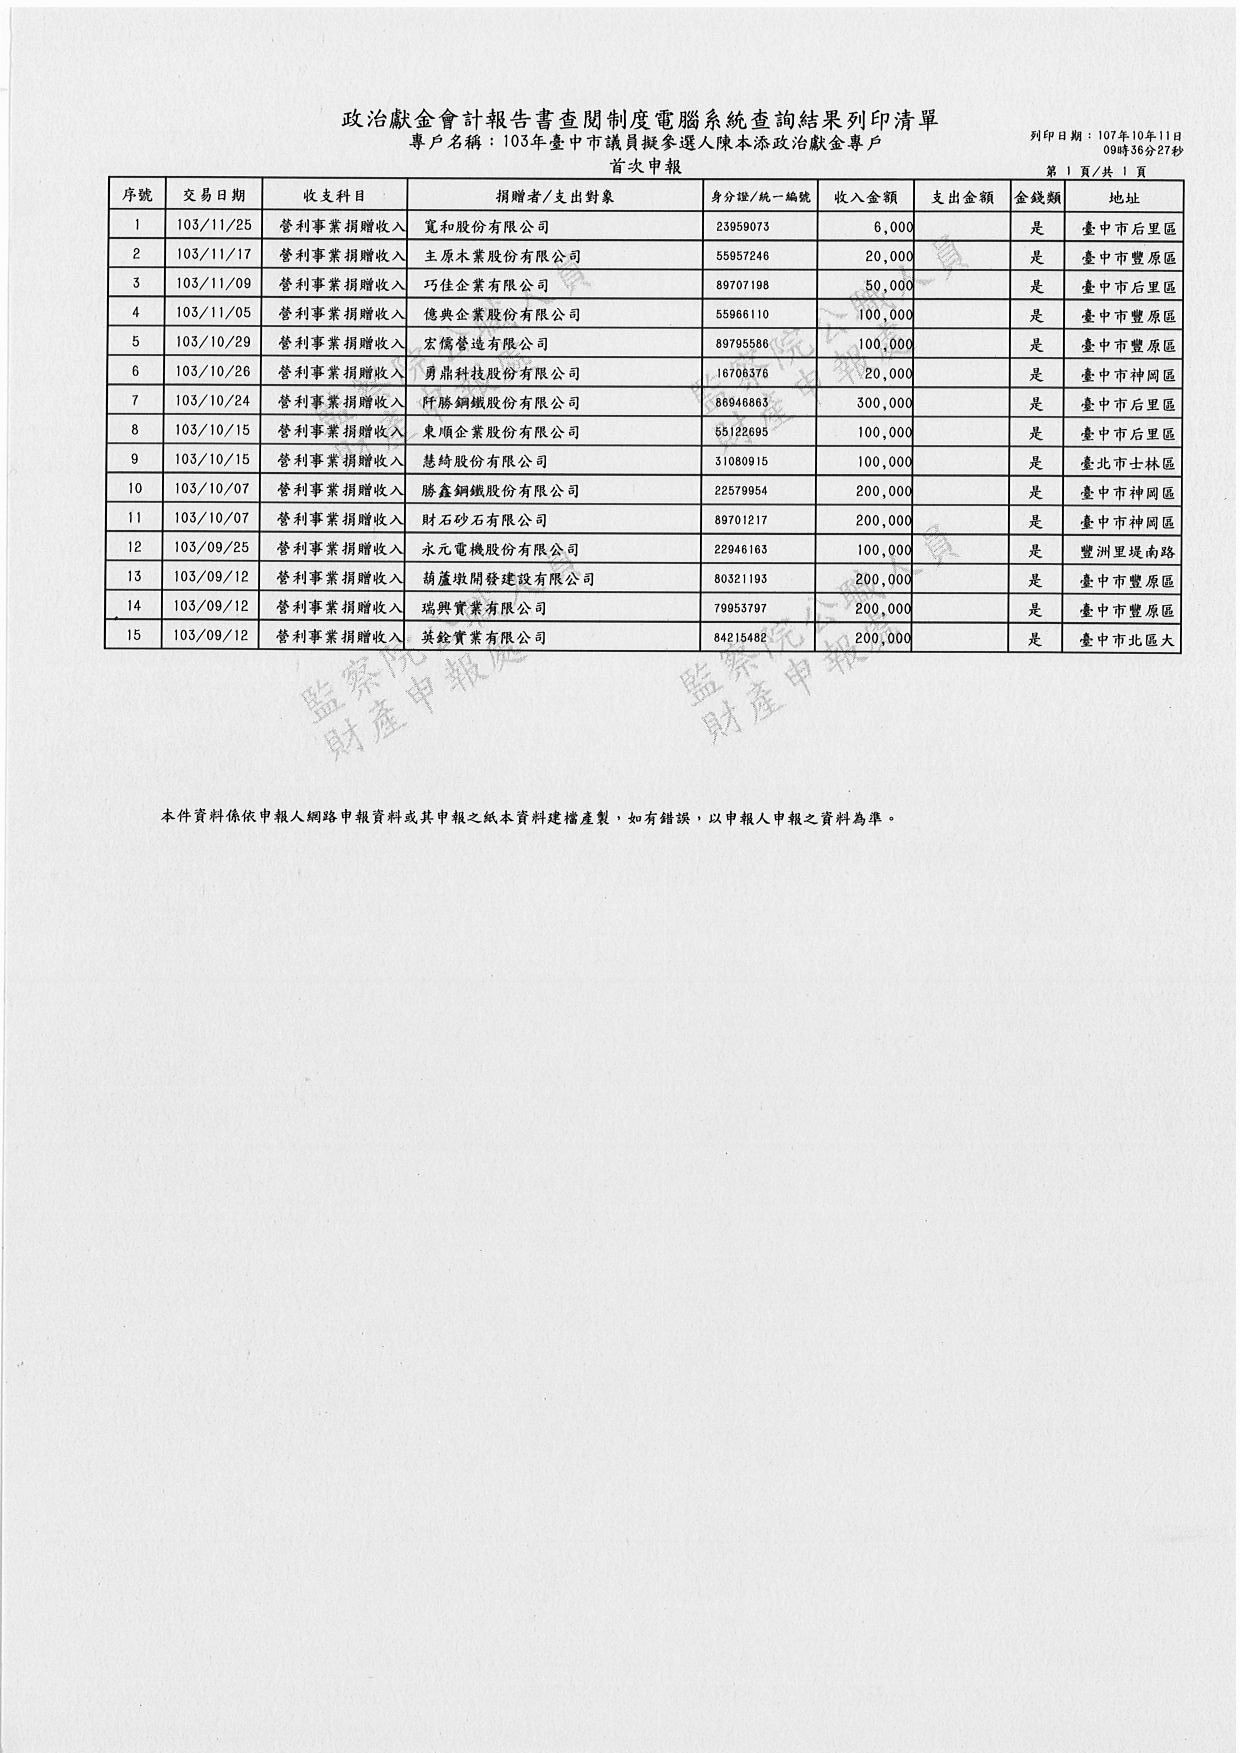 政治獻金會計報告書查閱制度電腦系統查詢結果列印清單
專戶名稱：103年臺中市議員擬參選人陳本添政治獻金專戶
首次申報
列印日期：107年10年11日
09時36分27秒
第 1 頁/共 1 頁
序號 交易日期 收支科目 捐贈者/支出對象 身分證/統一編號 收入金額 支出金額 金錢類 地址
1 103/11/25 營利事業捐贈收入 寬和股份有限公司 23959073 6,000 是 臺中市后里區
2 103/11/17 營利事業捐贈收入 主原木業股份有限公司 55957246 20,000 是 臺中市豐原區
3 103/11/09 營利事業捐贈收入 巧佳企業有限公司 89707198 50,000 是 臺中市后里區
4 103/11/05 營利事業捐贈收入 億典企業股份有限公司 55966110 100,000 是 臺中市豐原區
5 103/10/29 營利事業捐贈收入 宏儒營造有限公司 89795586 100,000 是 臺中市豐原區
6 103/10/26 營利事業捐贈收入 勇鼎科技股份有限公司 16706376 20,000 是 臺中市神岡區
7 103/10/24 營利事業捐贈收入 阡勝鋼鐵股份有限公司 86946863 300,000 是 臺中市后里區
8 103/10/15 營利事業捐贈收入 東順企業股份有限公司 55122695 100,000 是 臺中市后里區
9 103/10/15 營利事業捐贈收入 慧綺股份有限公司 31080915 100,000 是 臺北市士林區
10 103/10/07 營利事業捐贈收入 勝鑫鋼鐵股份有限公司 22579954 200,000 是 臺中市神岡區
11 103/10/07 營利事業捐贈收入 財石砂石有限公司 89701217 200,000 是 臺中市神岡區
12 103/09/25 營利事業捐贈收入 永元電機股份有限公司 22946163 100,000 是 豐洲里堤南路
13 103/09/12 營利事業捐贈收入 葫蘆墩開發建設有限公司 80321193 200,000 是 臺中市豐原區
14 103/09/12 營利事業捐贈收入 瑞興實業有限公司 79953797 200,000 是 臺中市豐原區
15 103/09/12 營利事業捐贈收入 英銓實業有限公司 84215482 200,000 是 臺中市北區大
監察院公職人員
財產申報處
監察院公職人員
財產申報處
監察院公職人員
財產申報處
監察院公職人員
財產申報處
本件資料係依申報人網路申報資料或其申報之紙本資料建檔產製，如有錯誤，以申報人申報之資料為準。